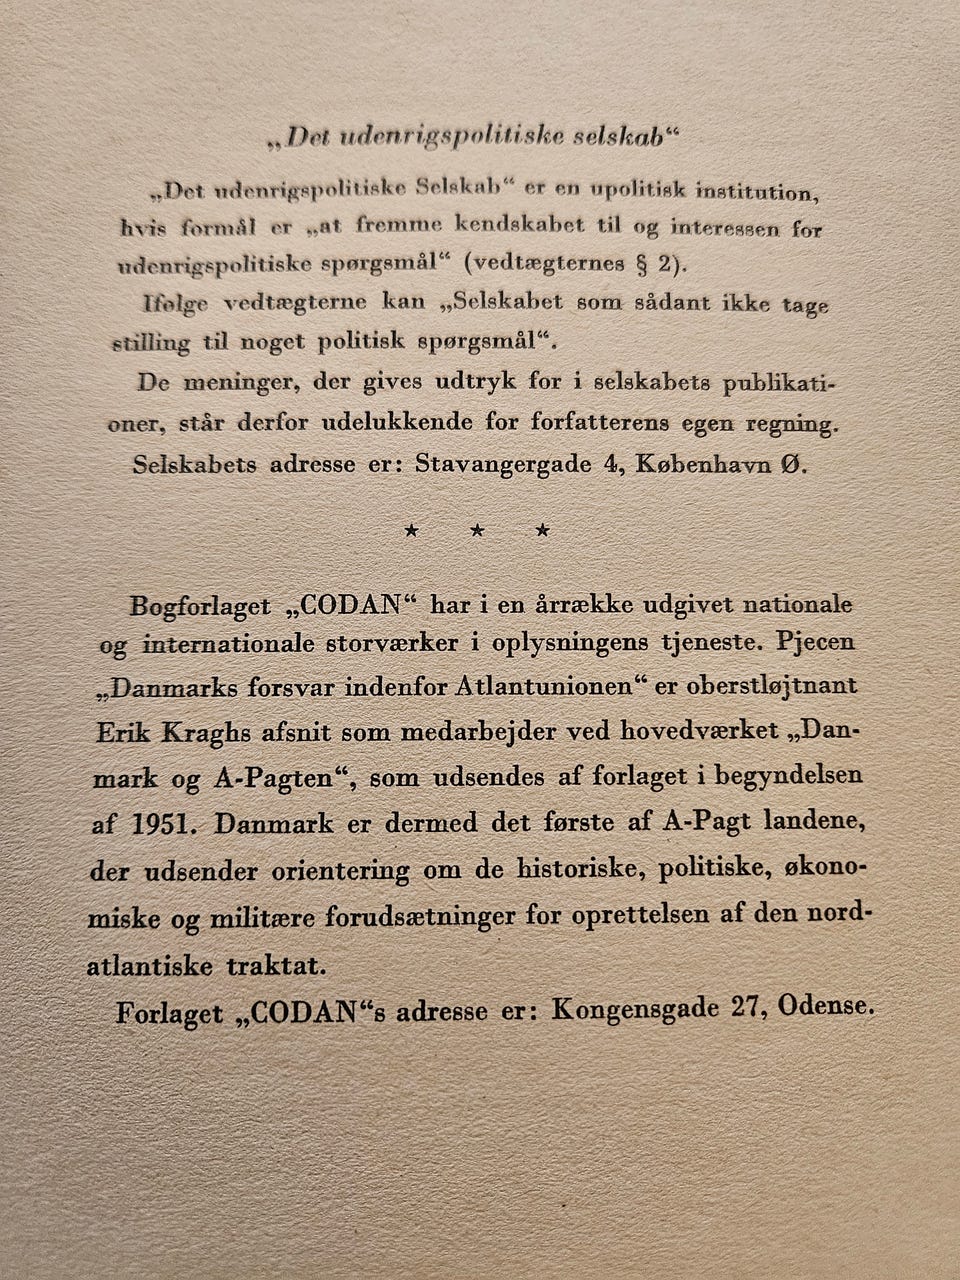 „Det udenrigspolitiske selskab“
„Det udenrigspolitiske Selskab“ er en upolitisk institution,
hvis formål er „at fremme kendskabet til og interessen for
udenrigspolitiske spørgsmål“ (vedtægternes § 2).
Ifølge vedtægterne kan „Selskabet som sådant ikke tage
stilling til noget politisk spørgsmål“.
De meninger, der gives udtryk for i selskabets publikati-
oner, står derfor udelukkende for forfatterens egen regning.
Selskabets adresse er: Stavangergade 4, København Ø.
★ ★ ★
Bogforlaget „CODAN“ har i en årrække udgivet nationale
og internationale storværker i oplysningens tjeneste. Pjecen
„Danmarks forsvar indenfor Atlantunionen“ er oberstløjtnant
Erik Kraghs afsnit som medarbejder ved hovedværket „Dan-
mark og A-Pagten“, som udsendes af forlaget i begyndelsen
af 1951. Danmark er dermed det første af A-Pagt landene,
der udsender orientering om de historiske, politiske, økono-
miske og militære forudsætninger for oprettelsen af den nord-
atlantiske traktat.
Forlaget „CODAN“s adresse er: Kongensgade 27, Odense.